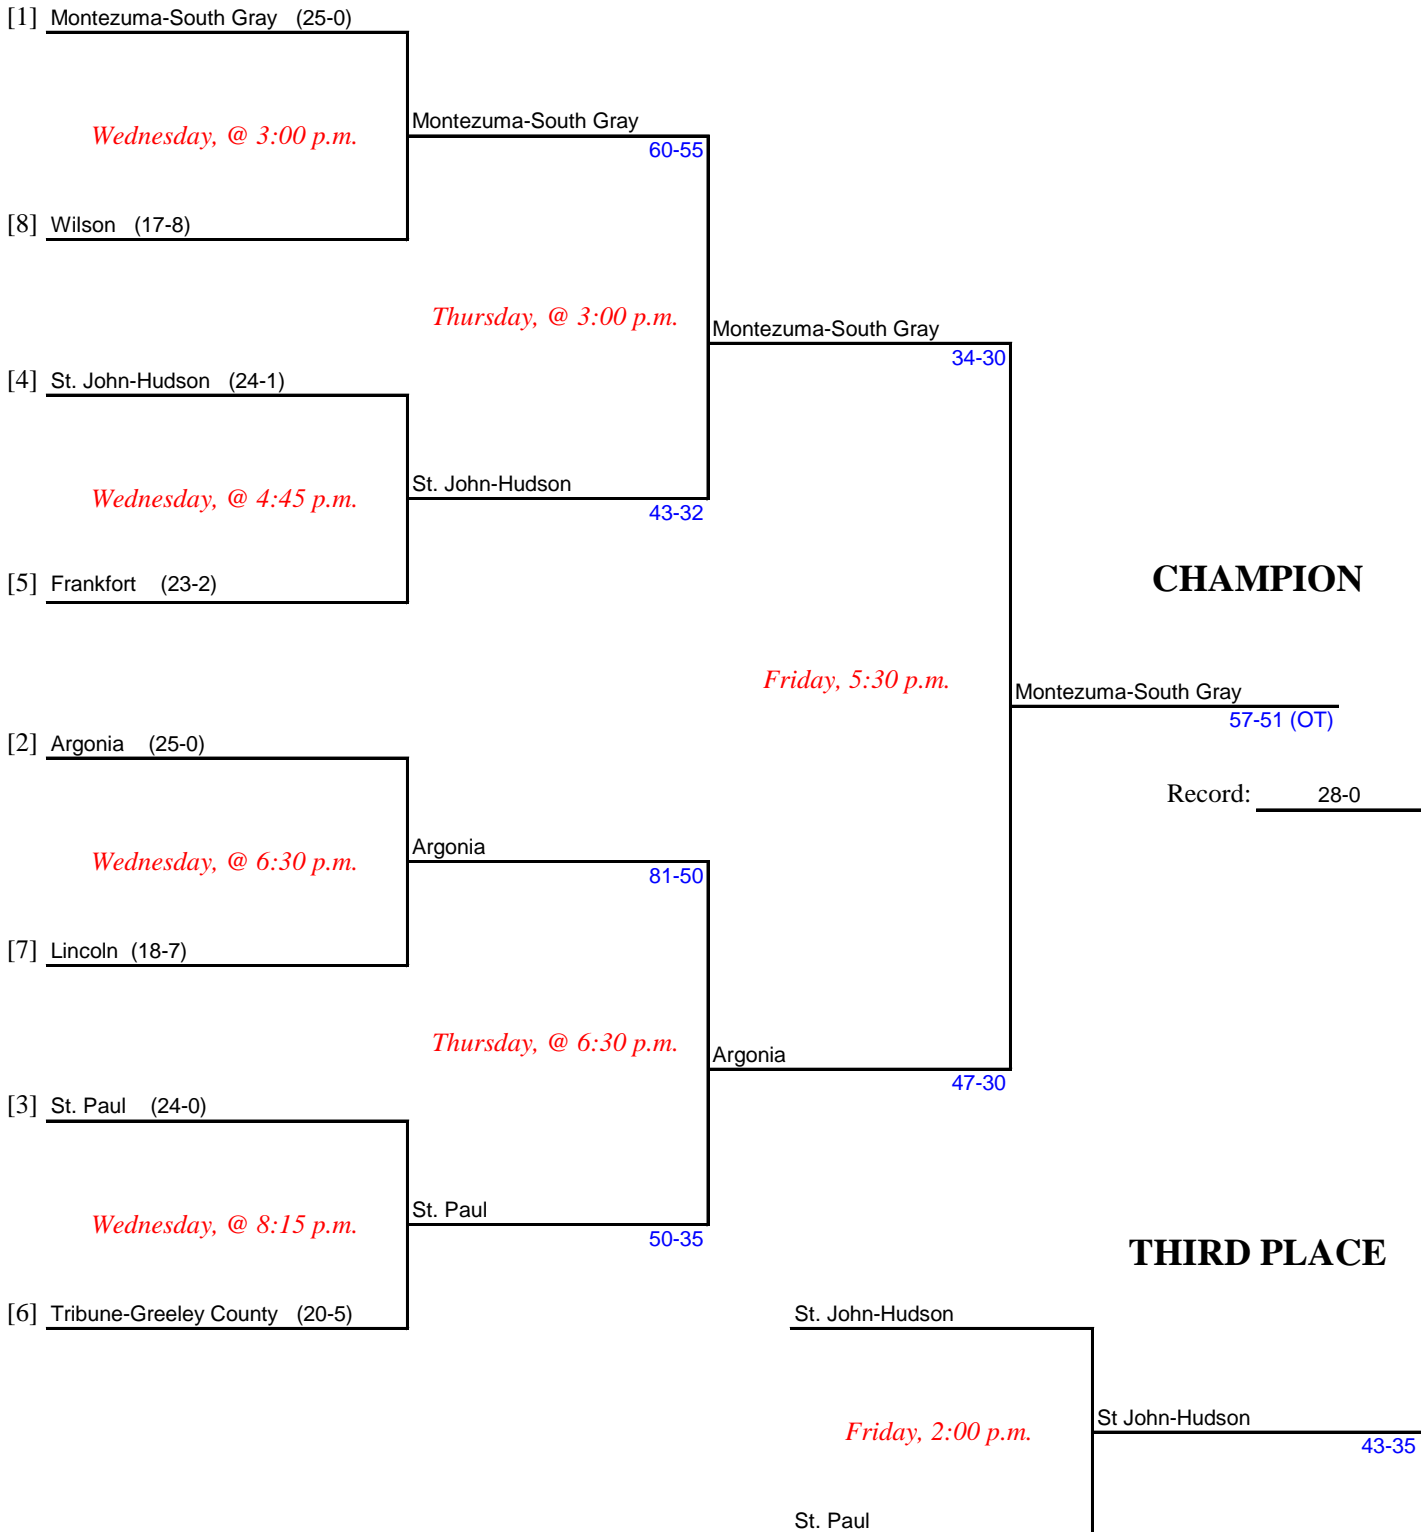 [1] Montezuma-South Gray (25-0)
Montezuma-South Gray
Wednesday, @ 3:00 p.m.
60-55
[8] Wilson (17-8)
Thursday, @ 3:00 p.m.
Montezuma-South Gray
34-30
[4] St. John-Hudson (24-1)
St. John-Hudson
Wednesday, @ 4:45 p.m.
43-32
[5] Frankfort (23-2)
CHAMPION
Friday, 5:30 p.m.
Montezuma-South Gray
57-51 (OT)
[2] Argonia (25-0)
Record: 28-0
Argonia
Wednesday, @ 6:30 p.m.
81-50
[7] Lincoln (18-7)
Thursday, @ 6:30 p.m.
Argonia
47-30
[3] St. Paul (24-0)
St. Paul
Wednesday, @ 8:15 p.m.
50-35
THIRD PLACE
[6] Tribune-Greeley County (20-5)
St. John-Hudson
St John-Hudson
Friday, 2:00 p.m.
43-35
St. Paul